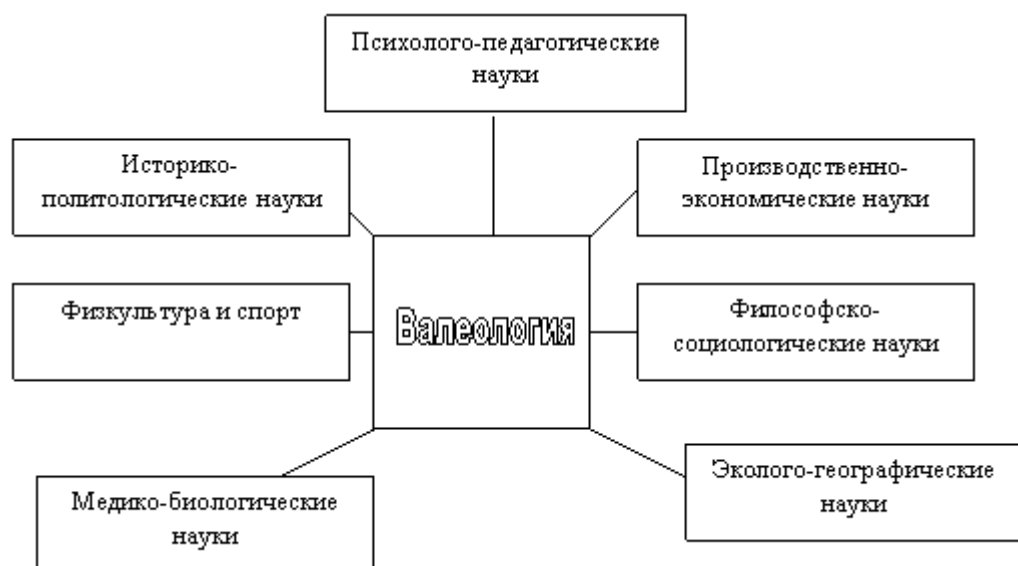 Психолого-педагогические
науки
Историко-
политологические науки
Производственно-
экономические науки
Физкультура и спорт
Валеология
Философско-
социологические науки
Медико-биологические
науки
Эколого-географические
науки